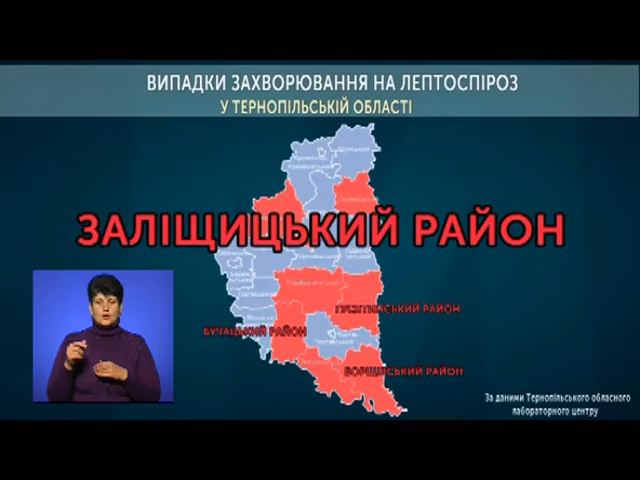 ВИПАДКИ ЗАХВОРЮВАННЯ НА ЛЕПТОСПІРОЗ
У ТЕРНОПІЛЬСЬКІЙ ОБЛАСТІ
ЗАЛІЩИЦЬКИЙ РАЙОН
ГУСЯТИНСЬКИЙ РАЙОН
БУЧАЦЬКИЙ РАЙОН
БОРЩІВСЬКИЙ РАЙОН
За даними Тернопільського обласного
лабораторного центру